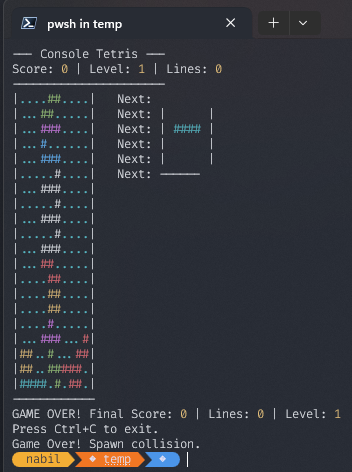 pwsh in temp
--- Console Tetris ---
Score: 0 | Level: 1 | Lines: 0
----------------------
|....##....|   Next:
|...##.....|   Next: |      |
|...###....|   Next: | #### |
|...#......|   Next: |      |
|...###....|   Next: |      |
|.....#....|   Next: ------
|...###....|
|.....#....|
|...###....|
|.....#....|
|...###....|
|...##.....|
|....##....|
|....##....|
|....##....|
|....#.....|
|...###...#|
|##..#...##|
|##..#####.|
|####.#.##.|
------------
GAME OVER! Final Score: 0 | Lines: 0 | Level: 1
Press Ctrl+C to exit.
Game Over! Spawn collision.
nabil temp